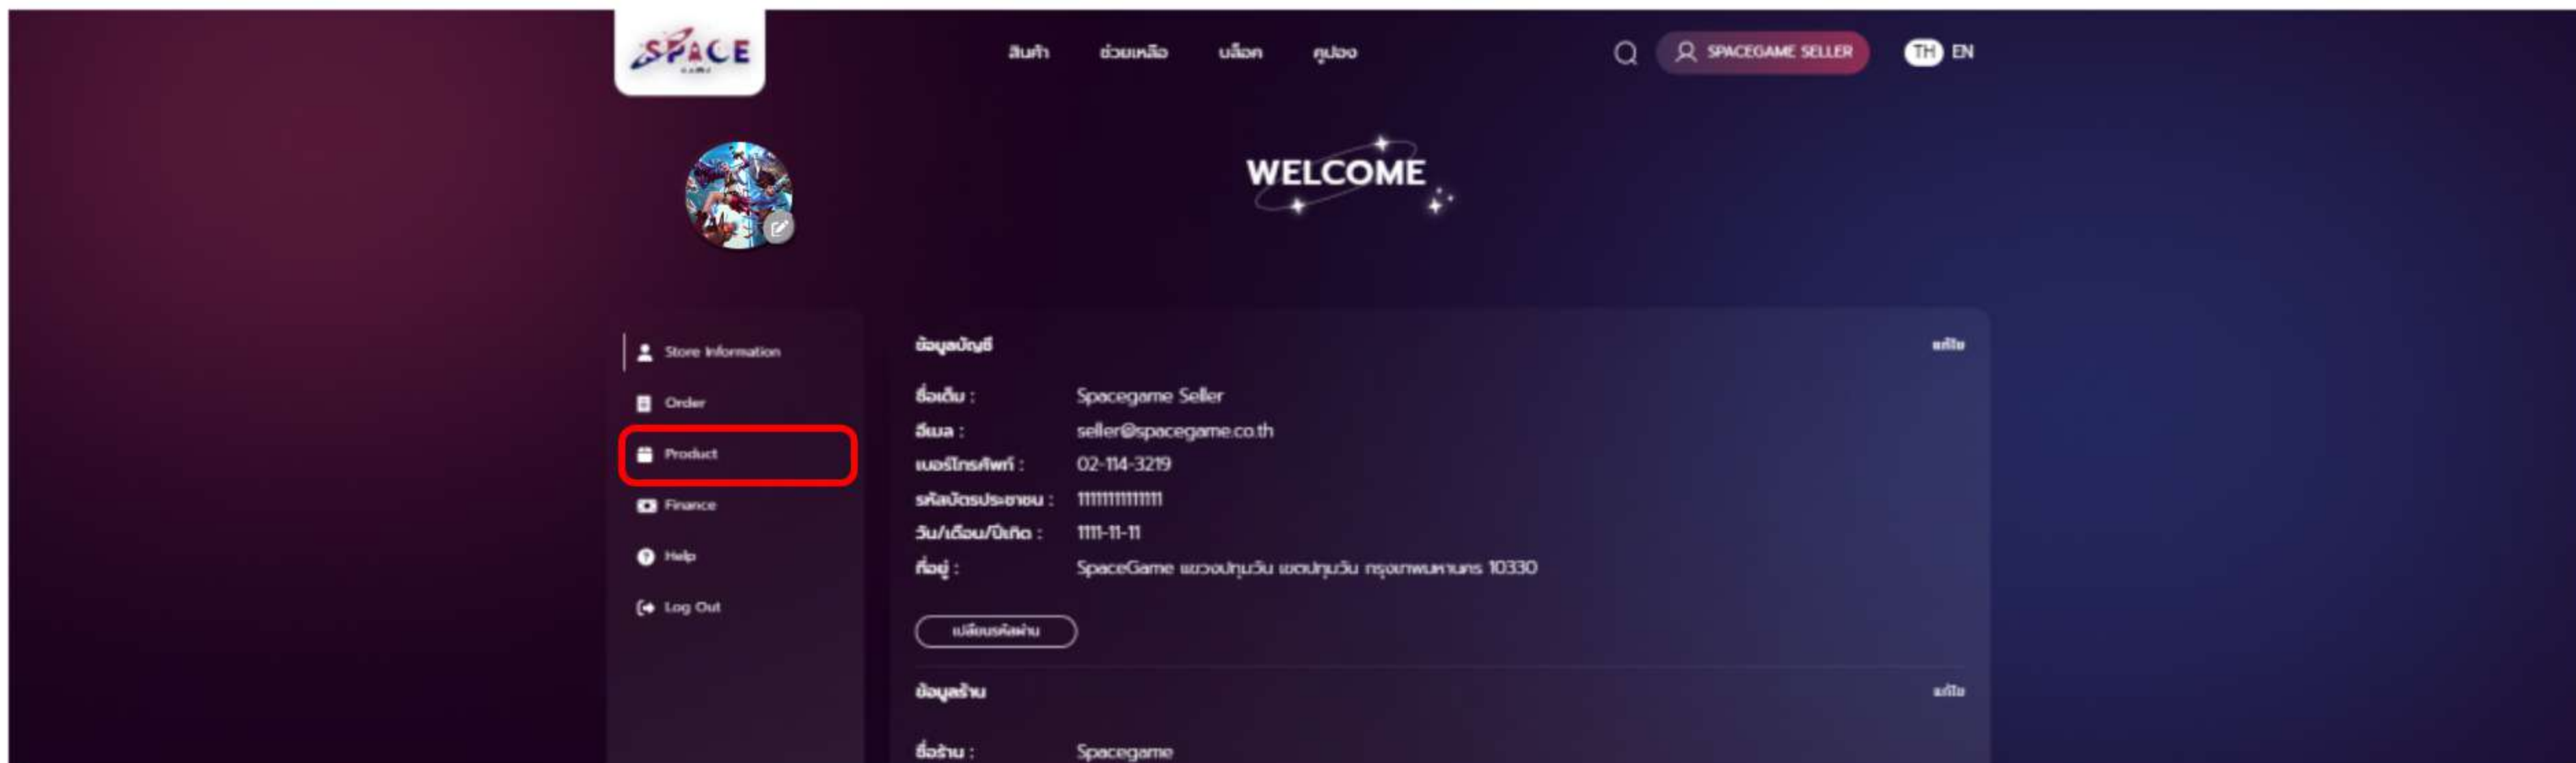 SPACE
GAME
สินค้า ช่วยเหลือ บล็อค คูปอง SPACEGAME SELLER TH EN
WELCOME
Store Information
Order
Product
Finance
Help
Log Out
ข้อมูลบัญชี แก้ไข
ชื่อเต็ม : Spacegame Seller
อีเมล : seller@spacegame.co.th
เบอร์โทรศัพท์ : 02-114-3219
รหัสบัตรประชาชน :
วัน/เดือน/ปีเกิด : 1111-11-11
ที่อยู่ : SpaceGame แขวงปทุมวัน เขตปทุมวัน กรุงเทพมหานคร 10330
เปลี่ยนรหัสผ่าน
ข้อมูลร้าน แก้ไข
ชื่อร้าน : Spacegame